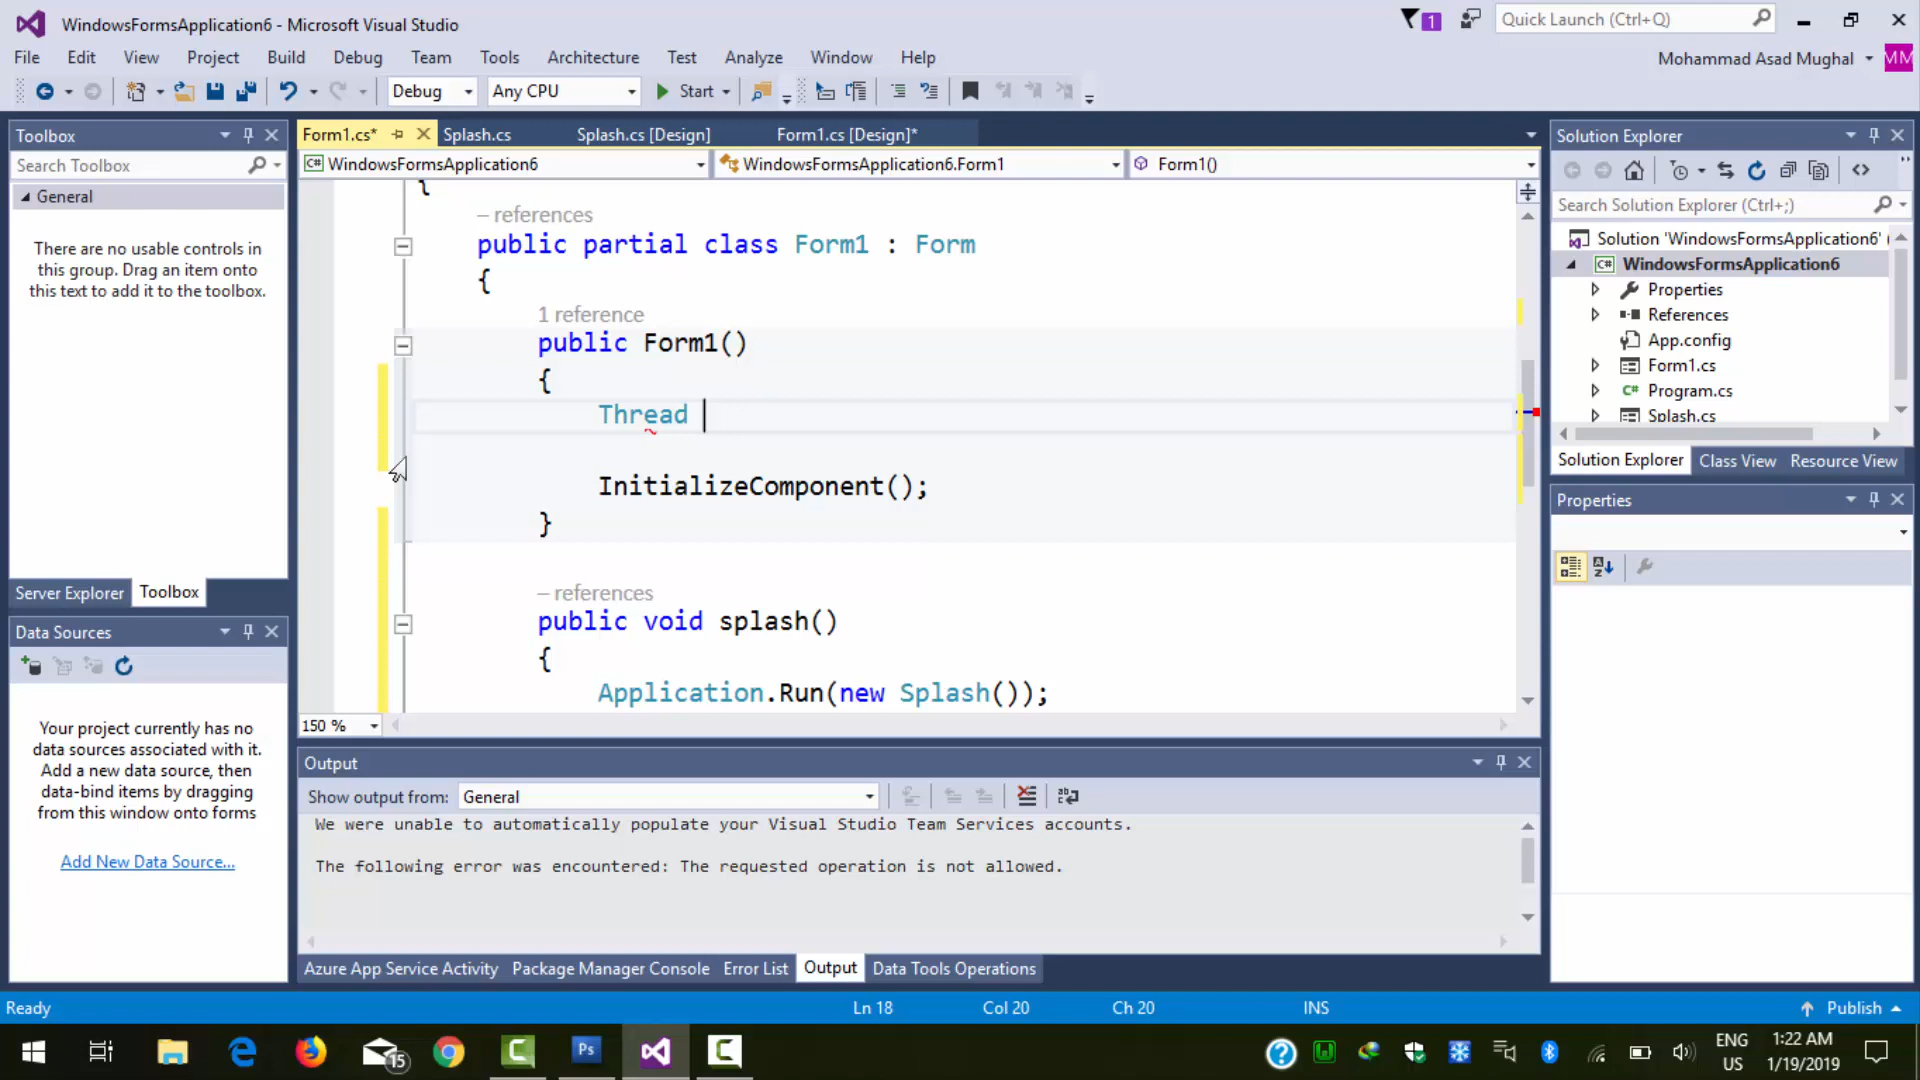 WindowsFormsApplication6 - Microsoft Visual Studio
1
Quick Launch (Ctrl+Q)
File Edit View Project Build Debug Team Tools Architecture Test Analyze Window Help
Mohammad Asad Mughal
MM
Debug Any CPU Start
Toolbox
Search Toolbox
General
There are no usable controls in
this group. Drag an item onto
this text to add it to the toolbox.
Server Explorer Toolbox
Data Sources
Your project currently has no
data sources associated with it.
Add a new data source, then
data-bind items by dragging
from this window onto forms
Add New Data Source...
Form1.cs* Splash.cs Splash.cs [Design] Form1.cs [Design]*
WindowsFormsApplication6 WindowsFormsApplication6.Form1 Form1()
{
– references
public partial class Form1 : Form
{
1 reference
public Form1()
{
Thread
InitializeComponent();
}
– references
public void splash()
{
Application.Run(new Splash());
150 %
Output
Show output from: General
We were unable to automatically populate your Visual Studio Team Services accounts.
The following error was encountered: The requested operation is not allowed.
Azure App Service Activity Package Manager Console Error List Output Data Tools Operations
Solution Explorer
Search Solution Explorer (Ctrl+;)
Solution 'WindowsFormsApplication6' (
C# WindowsFormsApplication6
Properties
References
App.config
Form1.cs
C# Program.cs
Splash.cs
Solution Explorer Class View Resource View
Properties
Ready Ln 18 Col 20 Ch 20 INS Publish
15
Ps
ENG
US
1:22 AM
1/19/2019